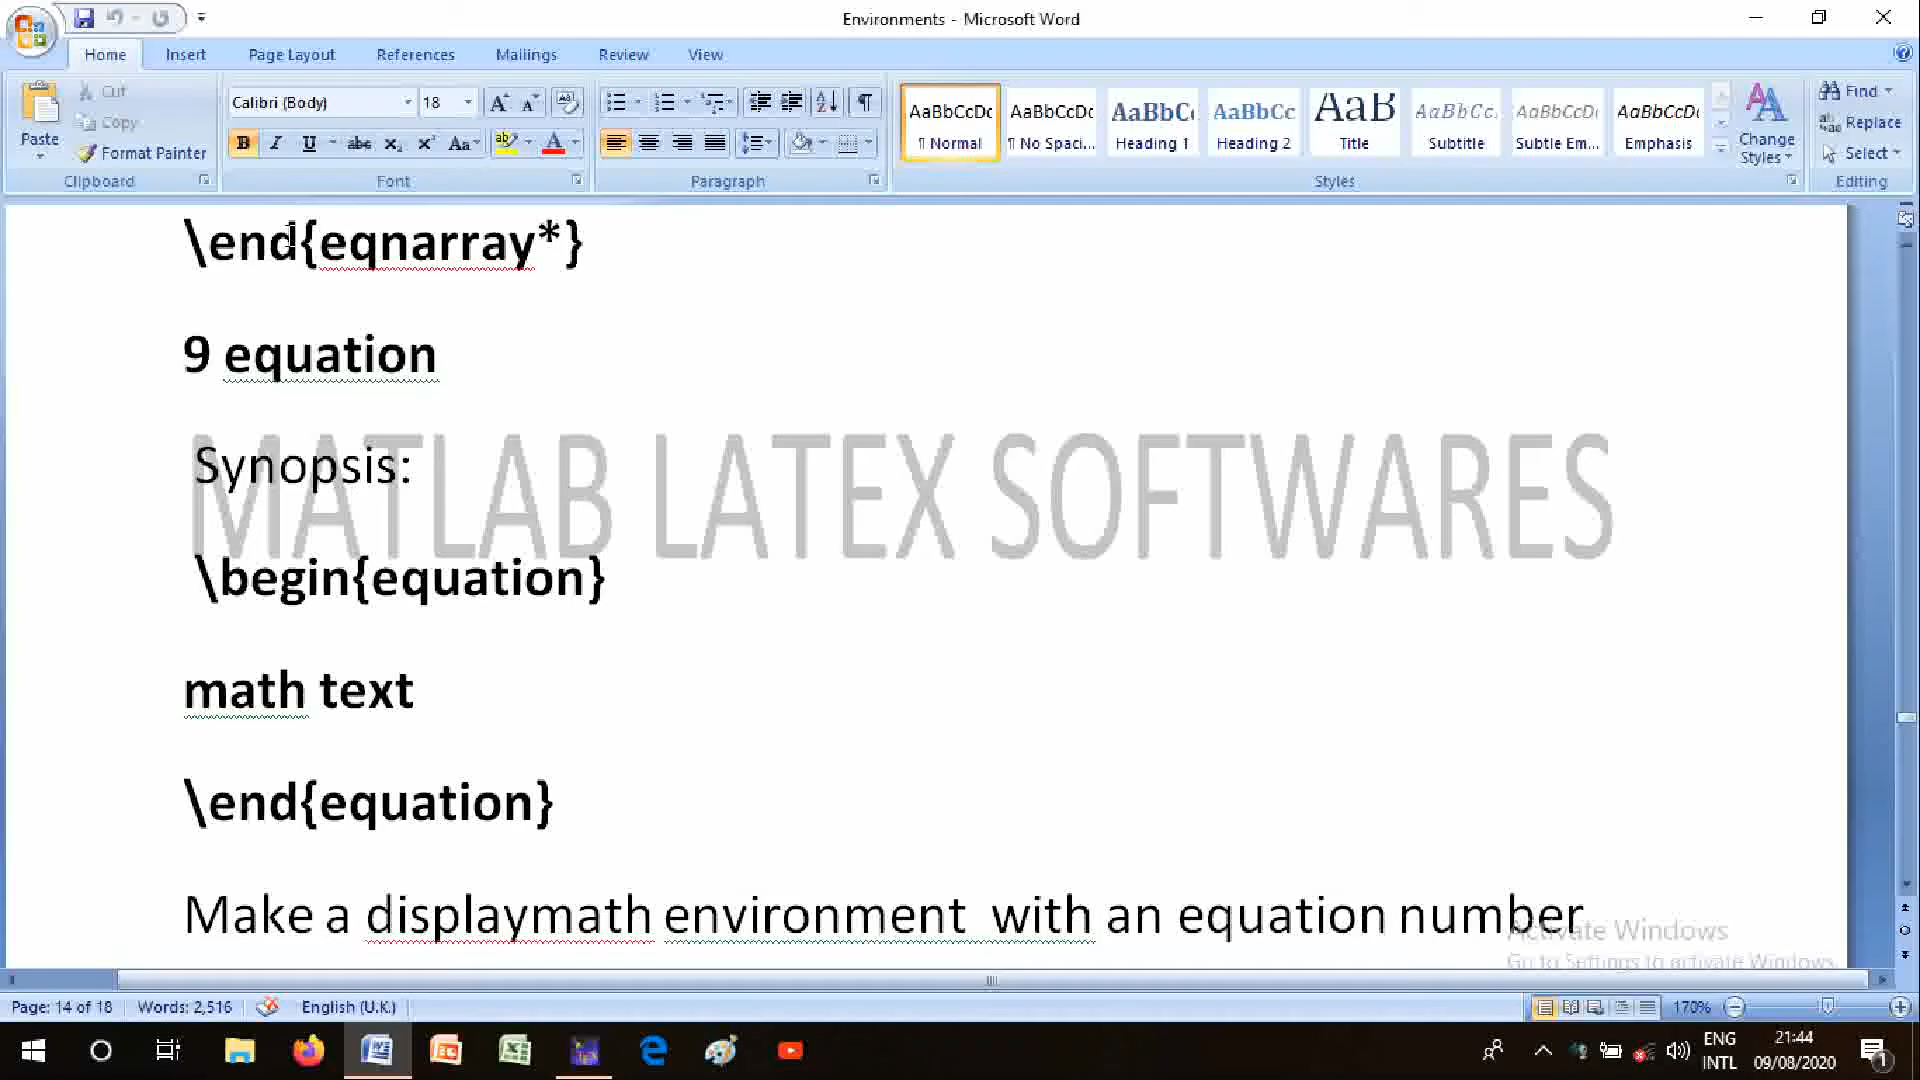 Environments - Microsoft Word
Home Insert Page Layout References Mailings Review View
Paste
Cut
Copy
Format Painter
Clipboard
Calibri (Body) 18
Font
Paragraph
AaBbCcDc AaBbCcDc AaBbC AaBbCc AaB AaBbCc. AaBbCcDc AaBbCcDc
¶ Normal ¶ No Spaci... Heading 1 Heading 2 Title Subtitle Subtle Em... Emphasis
Change Styles
Styles
Find
Replace
Select
Editing
\end{eqnarray*}
9 equation
MATLAB LATEX SOFTWARES
Synopsis:
\begin{equation}
math text
\end{equation}
Make a displaymath environment with an equation number
Activate Windows
Go to Settings to activate Windows.
Page: 14 of 18 Words: 2,516 English (U.K.) 170%
ENG
INTL
21:44
09/08/2020
1